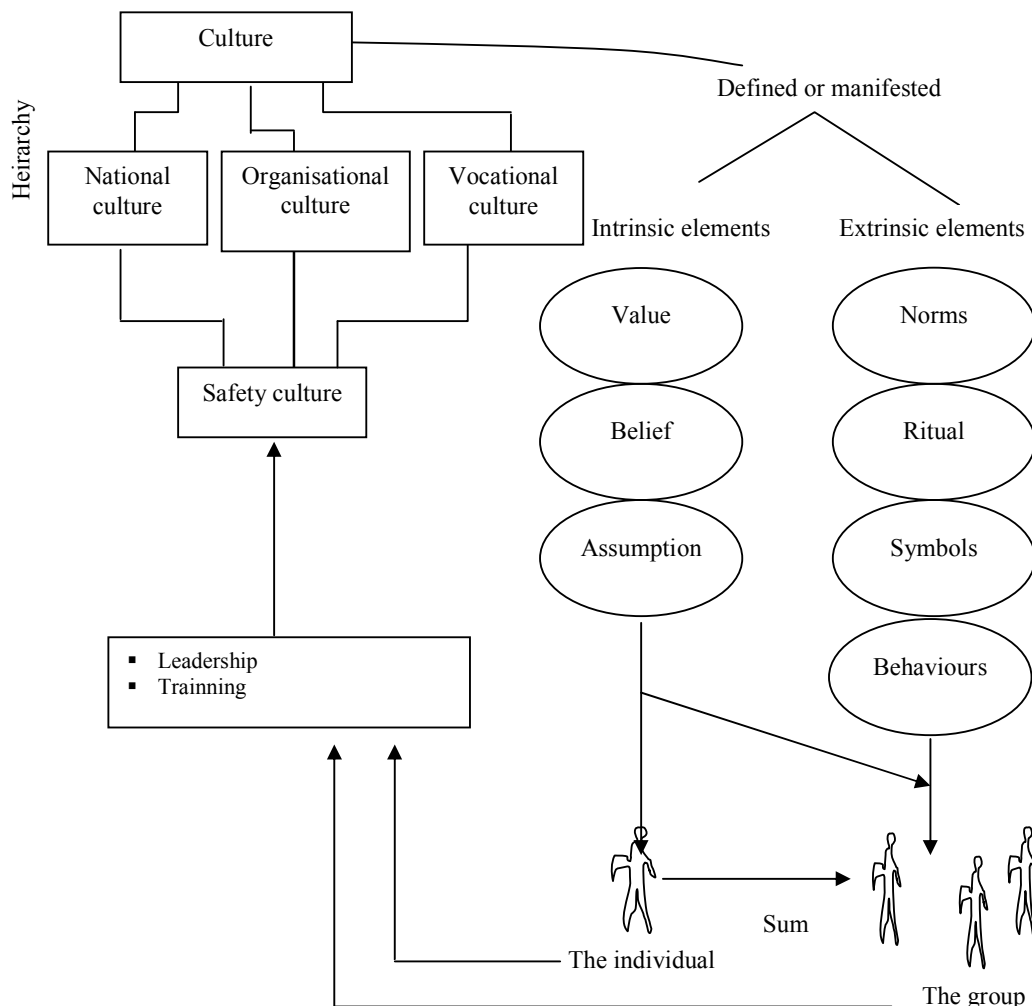 Culture
Defined or manifested
Heirarchy
National
culture
Organisational
culture
Vocational
culture
Intrinsic elements
Extrinsic elements
Value
Norms
Safety culture
Belief
Ritual
Assumption
Symbols
▪ Leadership
▪ Trainning
Behaviours
Sum
The individual
The group